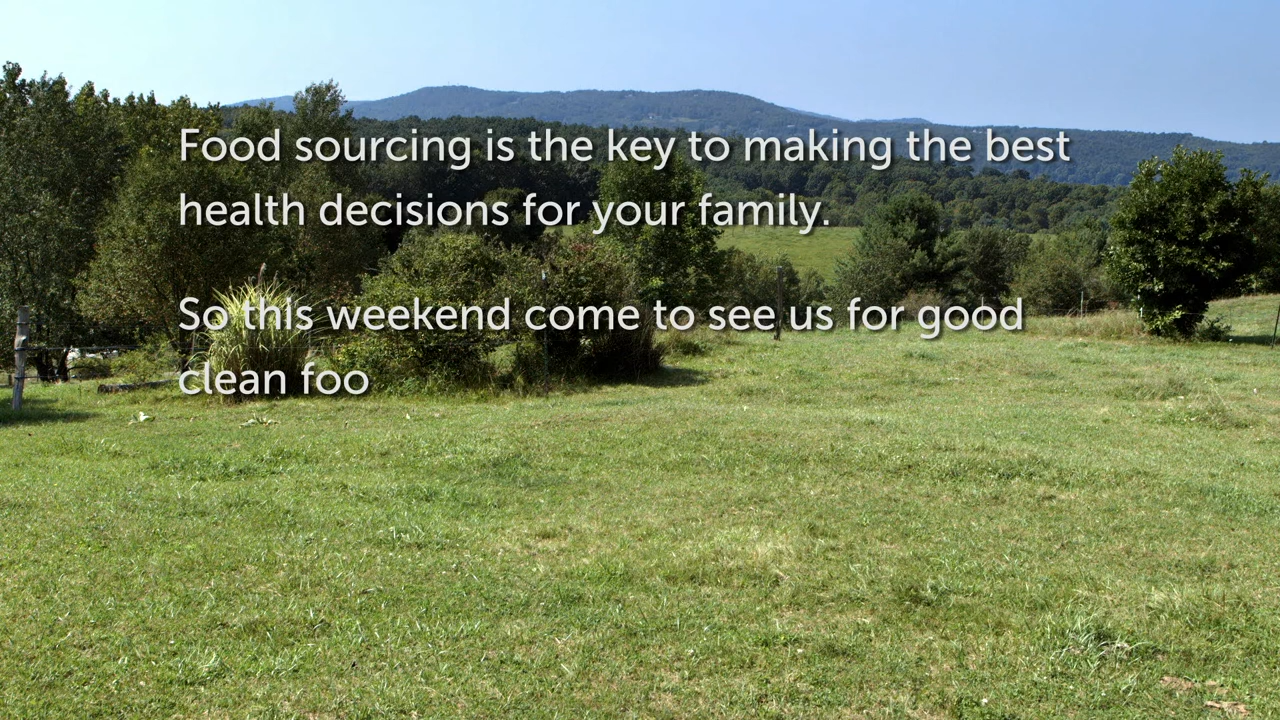 Food sourcing is the key to making the best
health decisions for your family.
So this weekend come to see us for good
clean foo